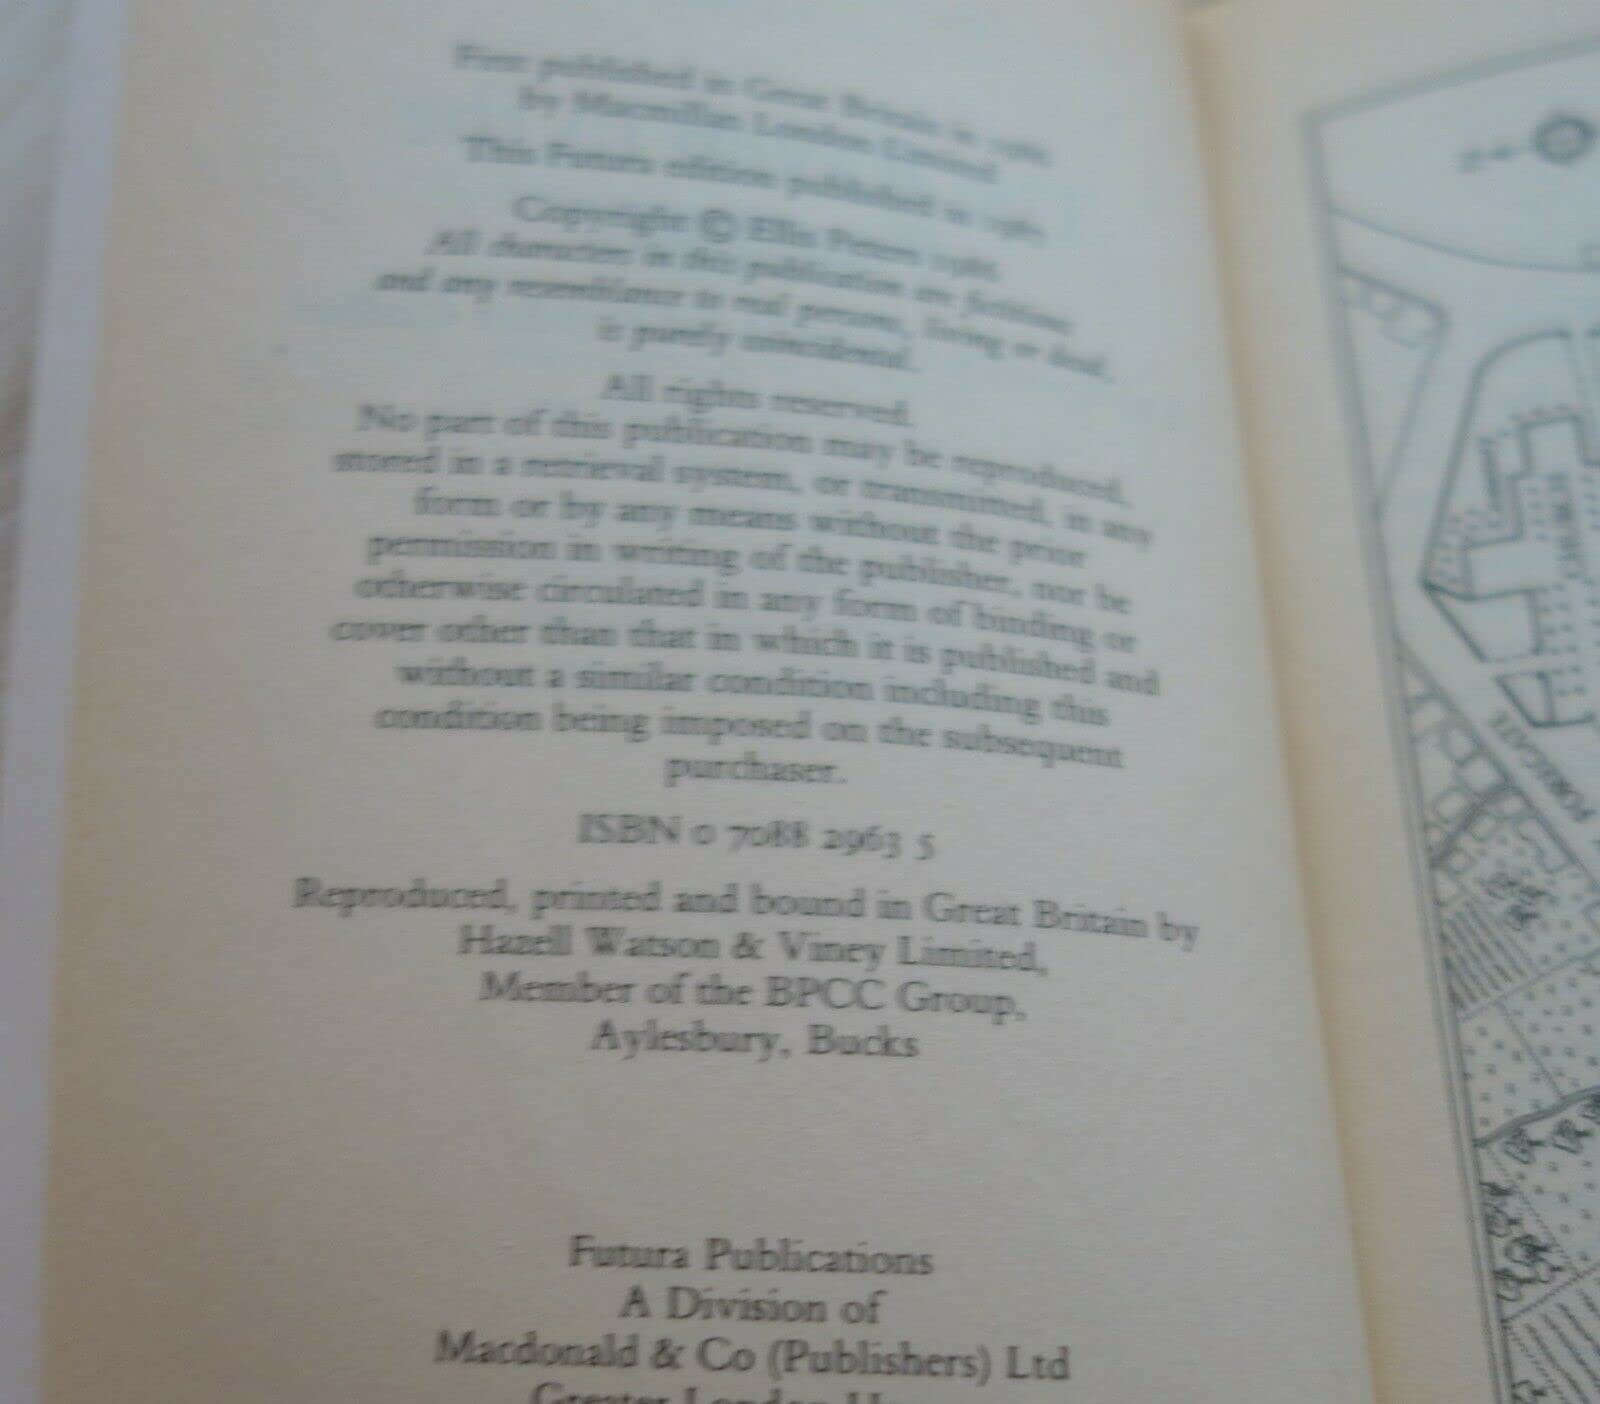 First published in Great Britain in 1986
by Macmillan London Limited
This Futura edition published in 1987
Copyright © Ellis Peters 1986
All characters in this publication are fictitious
and any resemblance to real persons, living or dead,
is purely coincidental.
All rights reserved.
No part of this publication may be reproduced,
stored in a retrieval system, or transmitted, in any
form or by any means without the prior
permission in writing of the publisher, nor be
otherwise circulated in any form of binding or
cover other than that in which it is published and
without a similar condition including this
condition being imposed on the subsequent
purchaser.
ISBN 0 7088 2963 5
Reproduced, printed and bound in Great Britain by
Hazell Watson & Viney Limited,
Member of the BPCC Group,
Aylesbury, Bucks
Futura Publications
A Division of
Macdonald & Co (Publishers) Ltd
Greater London
CHURCH
FOREGATE